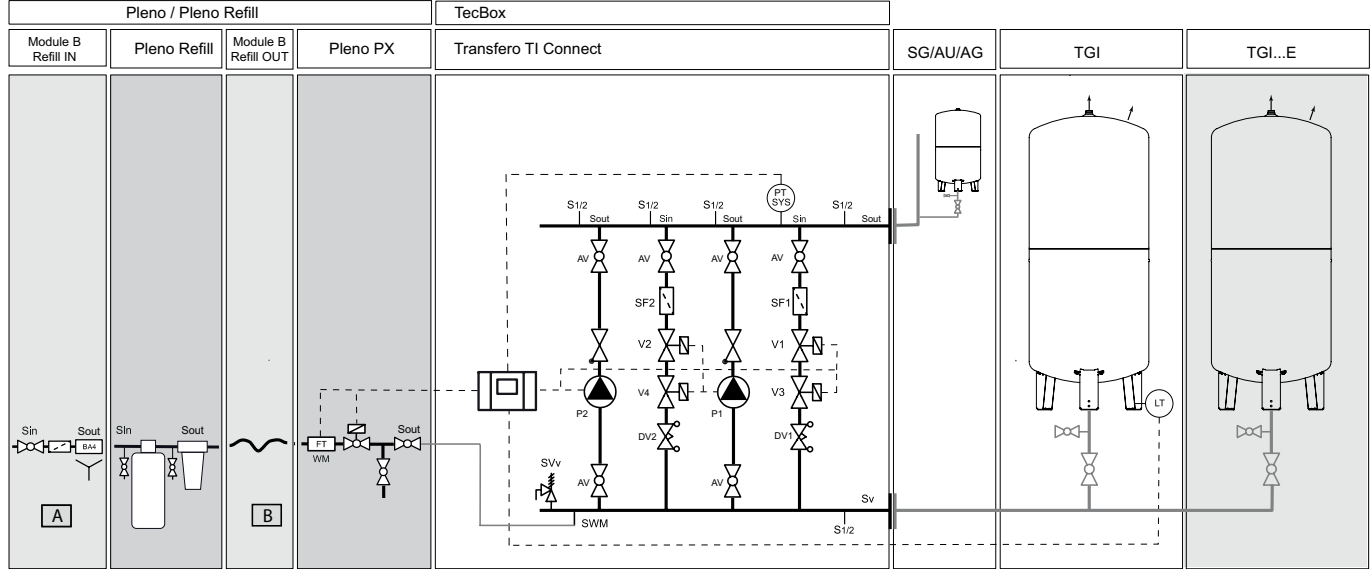 Pleno / Pleno Refill
TecBox
Module B
Refill IN
Pleno Refill
Module B
Refill OUT
Pleno PX
Transfero TI Connect
SG/AU/AG
TGI
TGI...E
PT
SYS
S1/2
S1/2
S1/2
S1/2
Sout
Sin
Sout
Sin
Sout
AV
AV
AV
AV
SF2
SF1
V2
V1
V4
V3
P2
P1
LT
Sin
Sout
BA4
SIn
Sout
Sout
FT
WM
DV2
DV1
SVv
AV
AV
Sv
A
B
SWM
S1/2